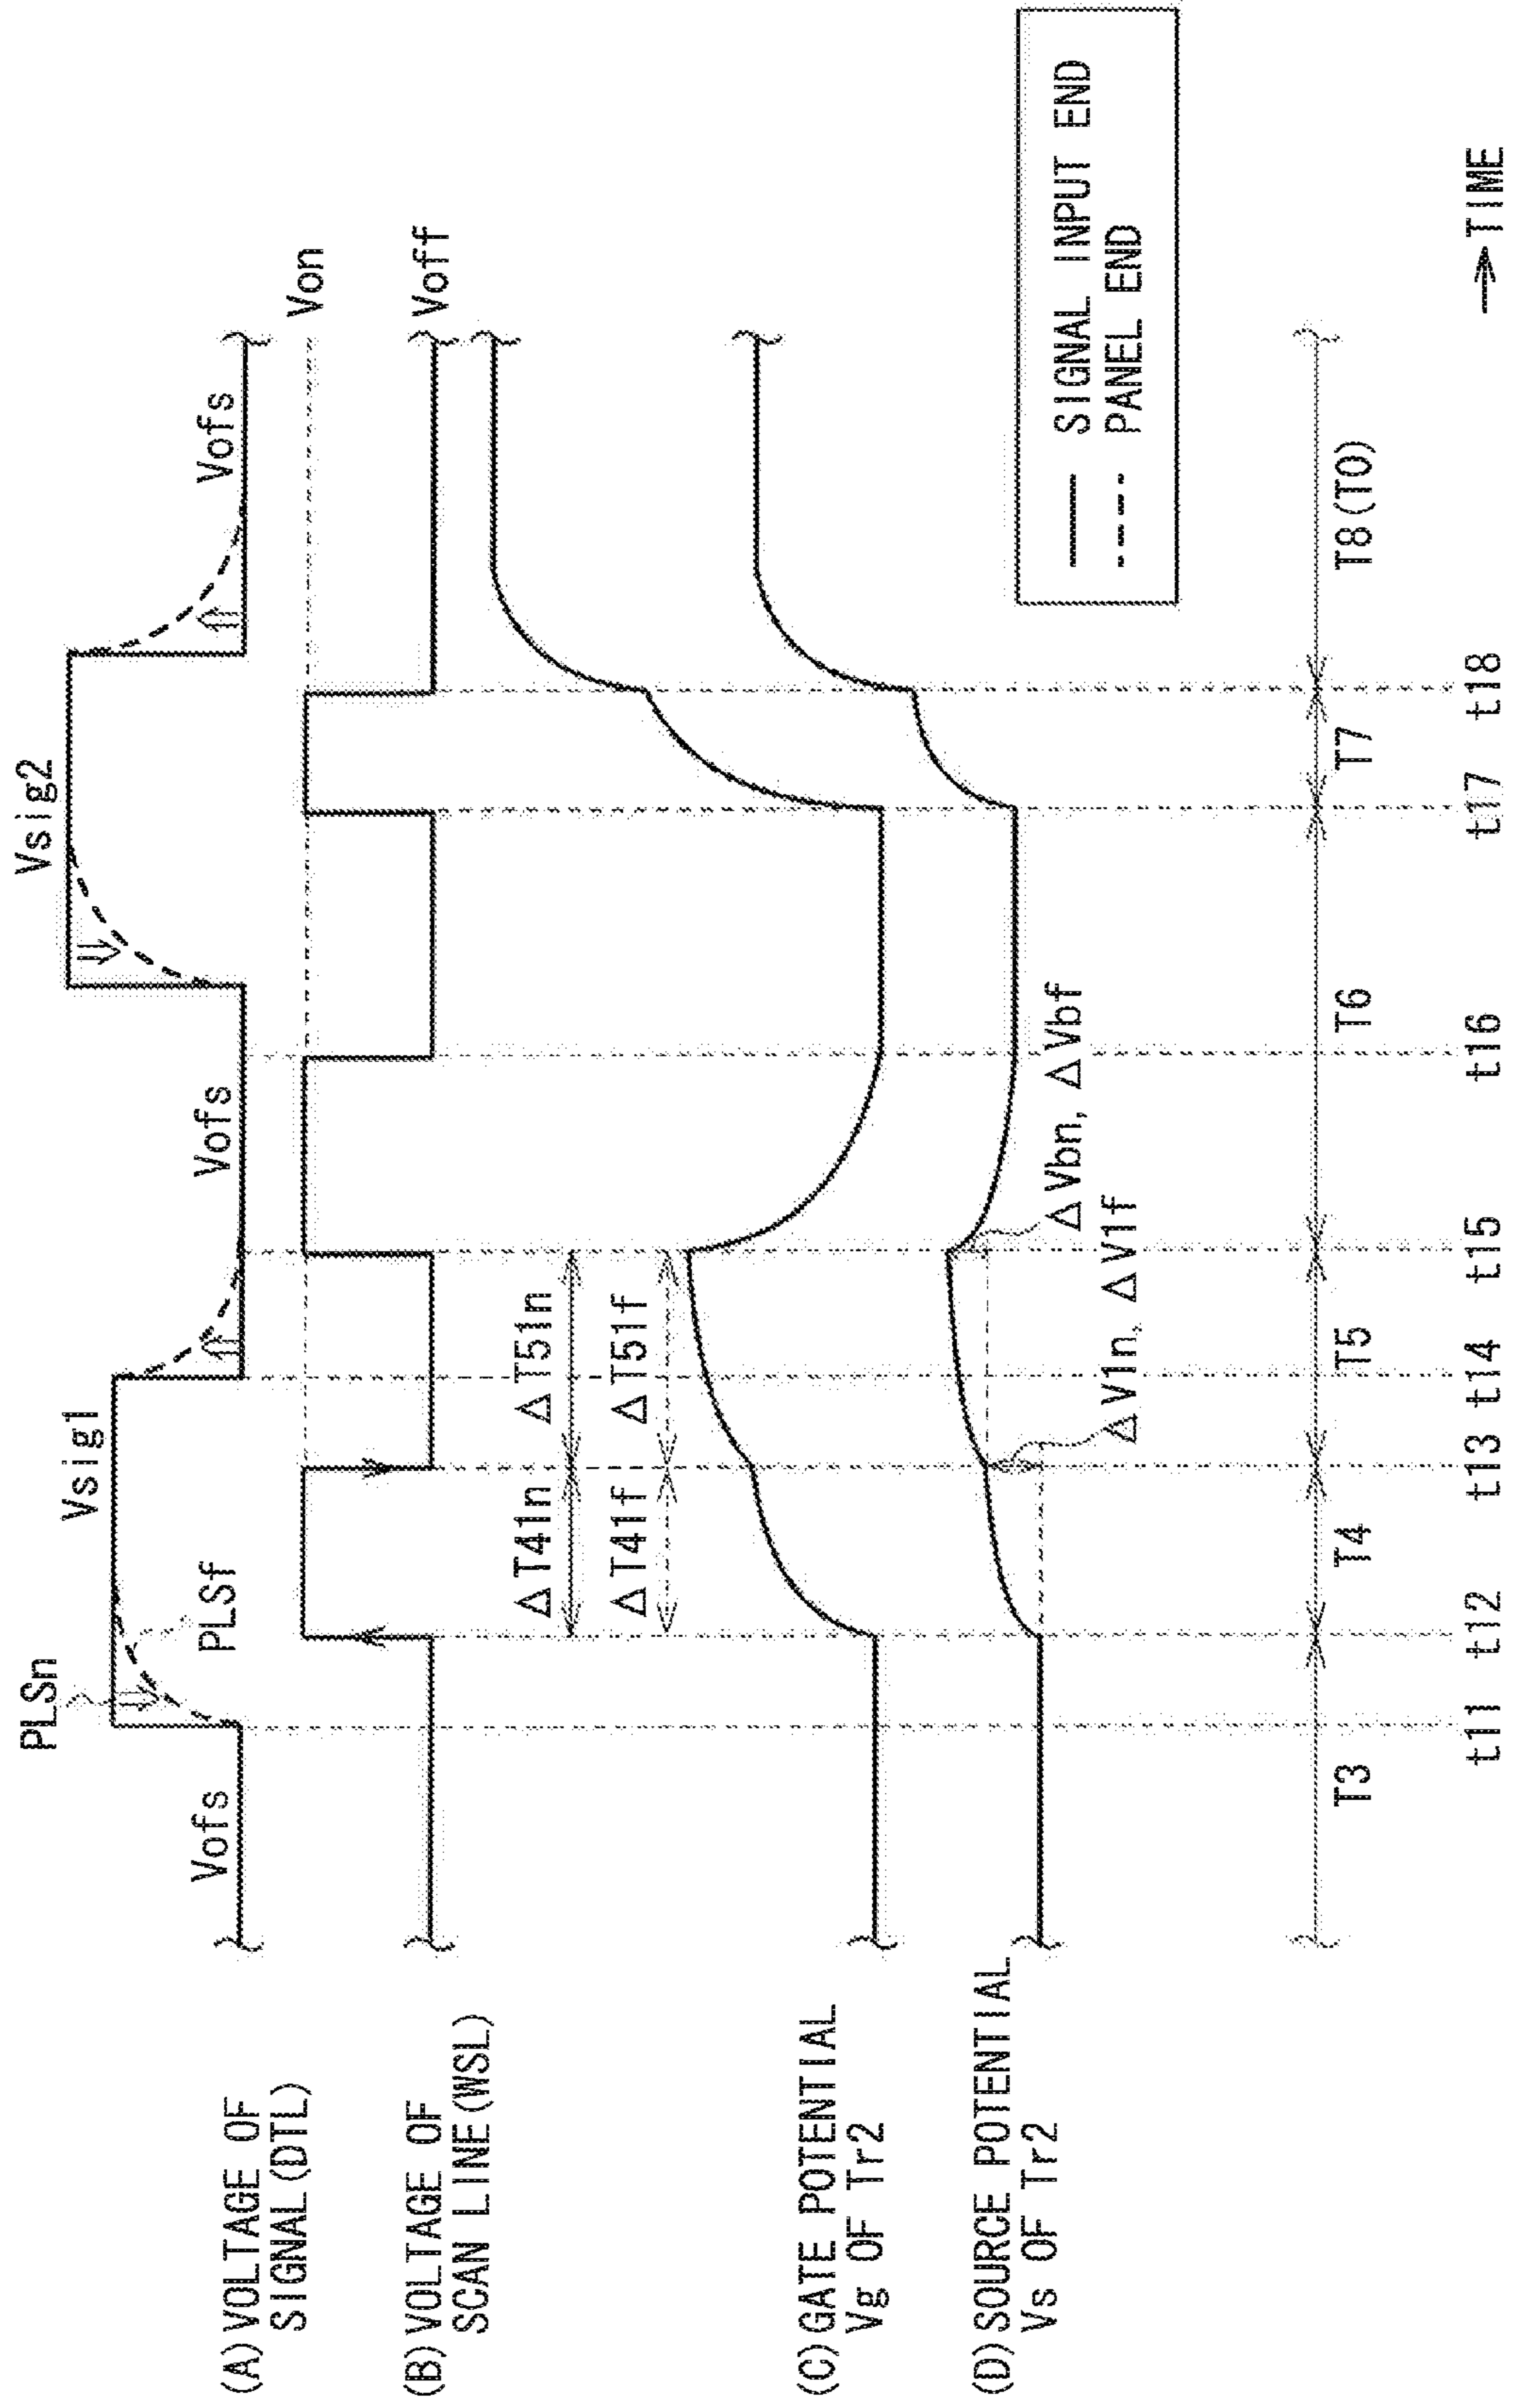 PLSn
Vsig1
Vsig2
Vofs
PLSf
Vofs
Vofs
(A) VOLTAGE OF
SIGNAL (DTL)
Von
(B) VOLTAGE OF
SCAN LINE (WSL)
Voff
ΔT41n
ΔT51n
ΔT41f
ΔT51f
(C) GATE POTENTIAL
Vg OF Tr2
(D) SOURCE POTENTIAL
Vs OF Tr2
ΔVbn, ΔVbf
ΔV1n, ΔV1f
SIGNAL INPUT END
PANEL END
T3
T4
T5
T6
T7
T8 (T0)
t11
t12
t13
t14
t15
t16
t17
t18
→ TIME